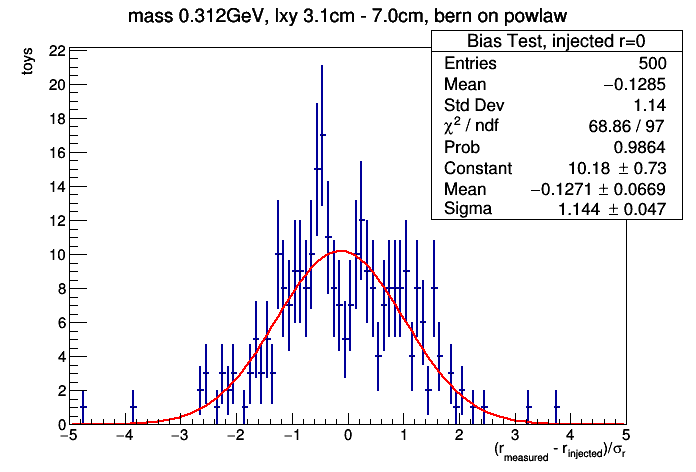 mass 0.312GeV, lxy 3.1cm - 7.0cm, bern on powlaw
Bias Test, injected r=0
Entries 500
Mean −0.1285
Std Dev 1.14
χ² / ndf 68.86 / 97
Prob 0.9864
Constant 10.18 ± 0.73
Mean −0.1271 ± 0.0669
Sigma 1.144 ± 0.047
toys
22
20
18
16
14
12
10
8
6
4
2
0
−5 −4 −3 −2 −1 0 1 2 3 4 5
(r_measured - r_injected)/σ_r